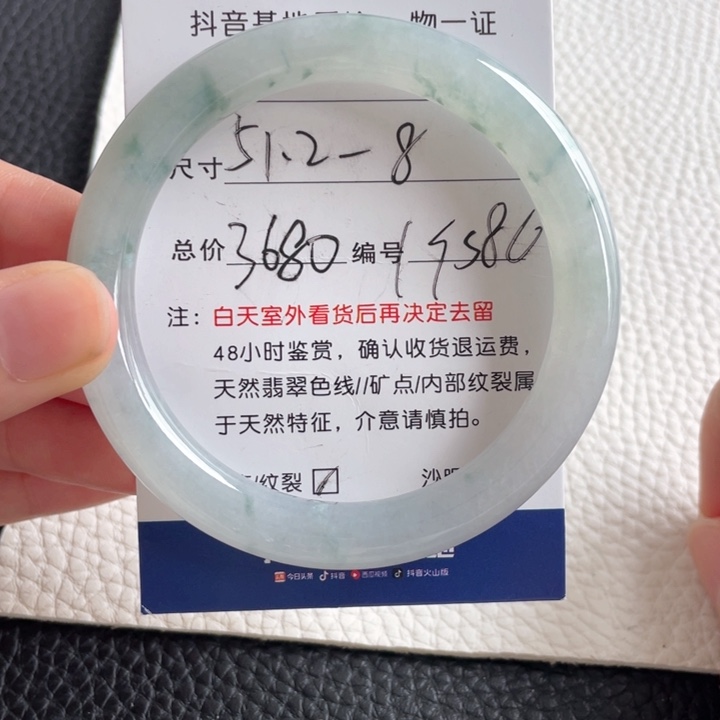 抖音基地 物一证
尺寸 51.2-8
总价 3680 编号
注：白天室外看货后再决定去留
48小时鉴赏，确认收货退运费，
天然翡翠色线//矿点/内部纹裂属
于天然特征，介意请慎拍。
/纹裂
今日头条 抖音 西瓜视频 抖音火山版